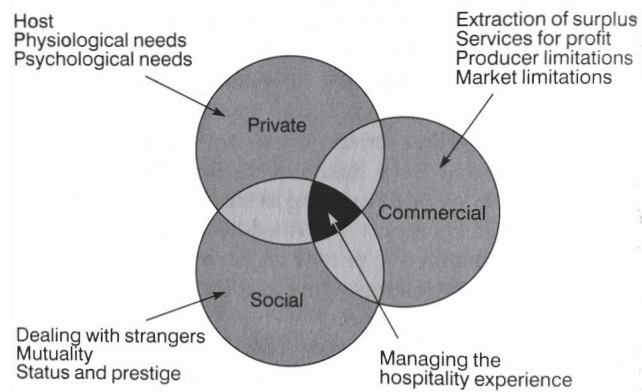 Host
Physiological needs
Psychological needs
Extraction of surplus
Services for profit
Producer limitations
Market limitations
Private
Commercial
Social
Dealing with strangers
Mutuality
Status and prestige
Managing the
hospitality experience